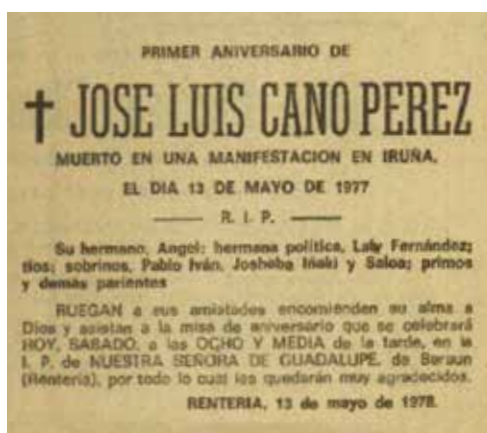 PRIMER ANIVERSARIO DE
✝ JOSE LUIS CANO PEREZ
MUERTO EN UNA MANIFESTACION EN IRUÑA,
EL DIA 13 DE MAYO DE 1977
R. I. P.
Su hermano, Angel; hermana política, Laly Fernández;
tíos; sobrinos, Pablo Iván, Josheba Iñaki y Saioa; primos
y demás parientes
RUEGAN a sus amistades encomienden su alma a
Dios y asistan a la misa de aniversario que se celebrará
HOY, SABADO, a las OCHO Y MEDIA de la tarde, en la
I. P. de NUESTRA SEÑORA DE GUADALUPE, de Beraun
(Rentería), por todo lo cual les quedarán muy agradecidos.
RENTERIA, 13 de mayo de 1978.